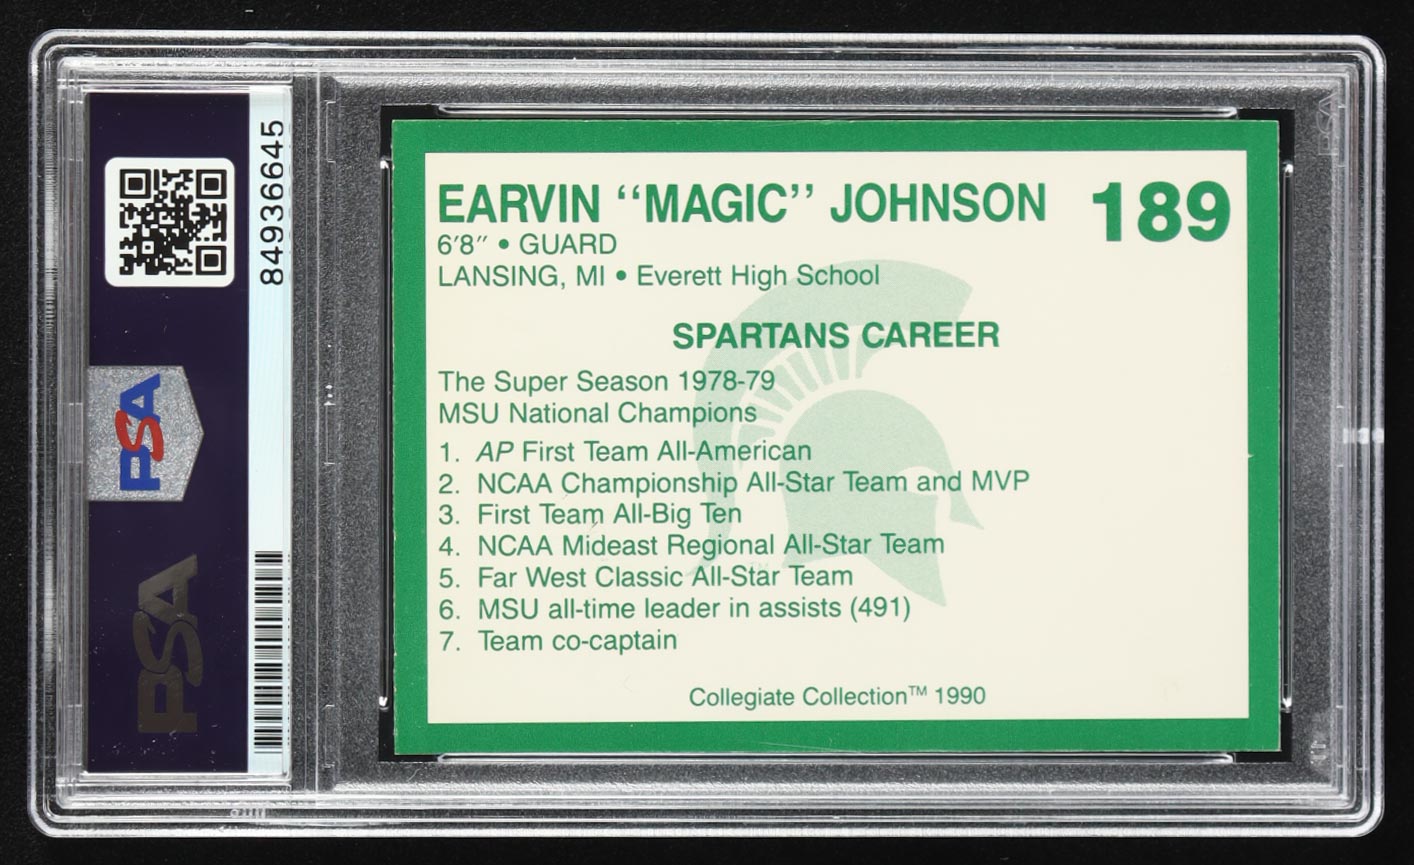 84936645
PSA
PSA
EARVIN “MAGIC” JOHNSON 189
6′8″ • GUARD
LANSING, MI • Everett High School
SPARTANS CAREER
The Super Season 1978-79
MSU National Champions
1. AP First Team All-American
2. NCAA Championship All-Star Team and MVP
3. First Team All-Big Ten
4. NCAA Mideast Regional All-Star Team
5. Far West Classic All-Star Team
6. MSU all-time leader in assists (491)
7. Team co-captain
TM
Collegiate Collection™ 1990
PSA